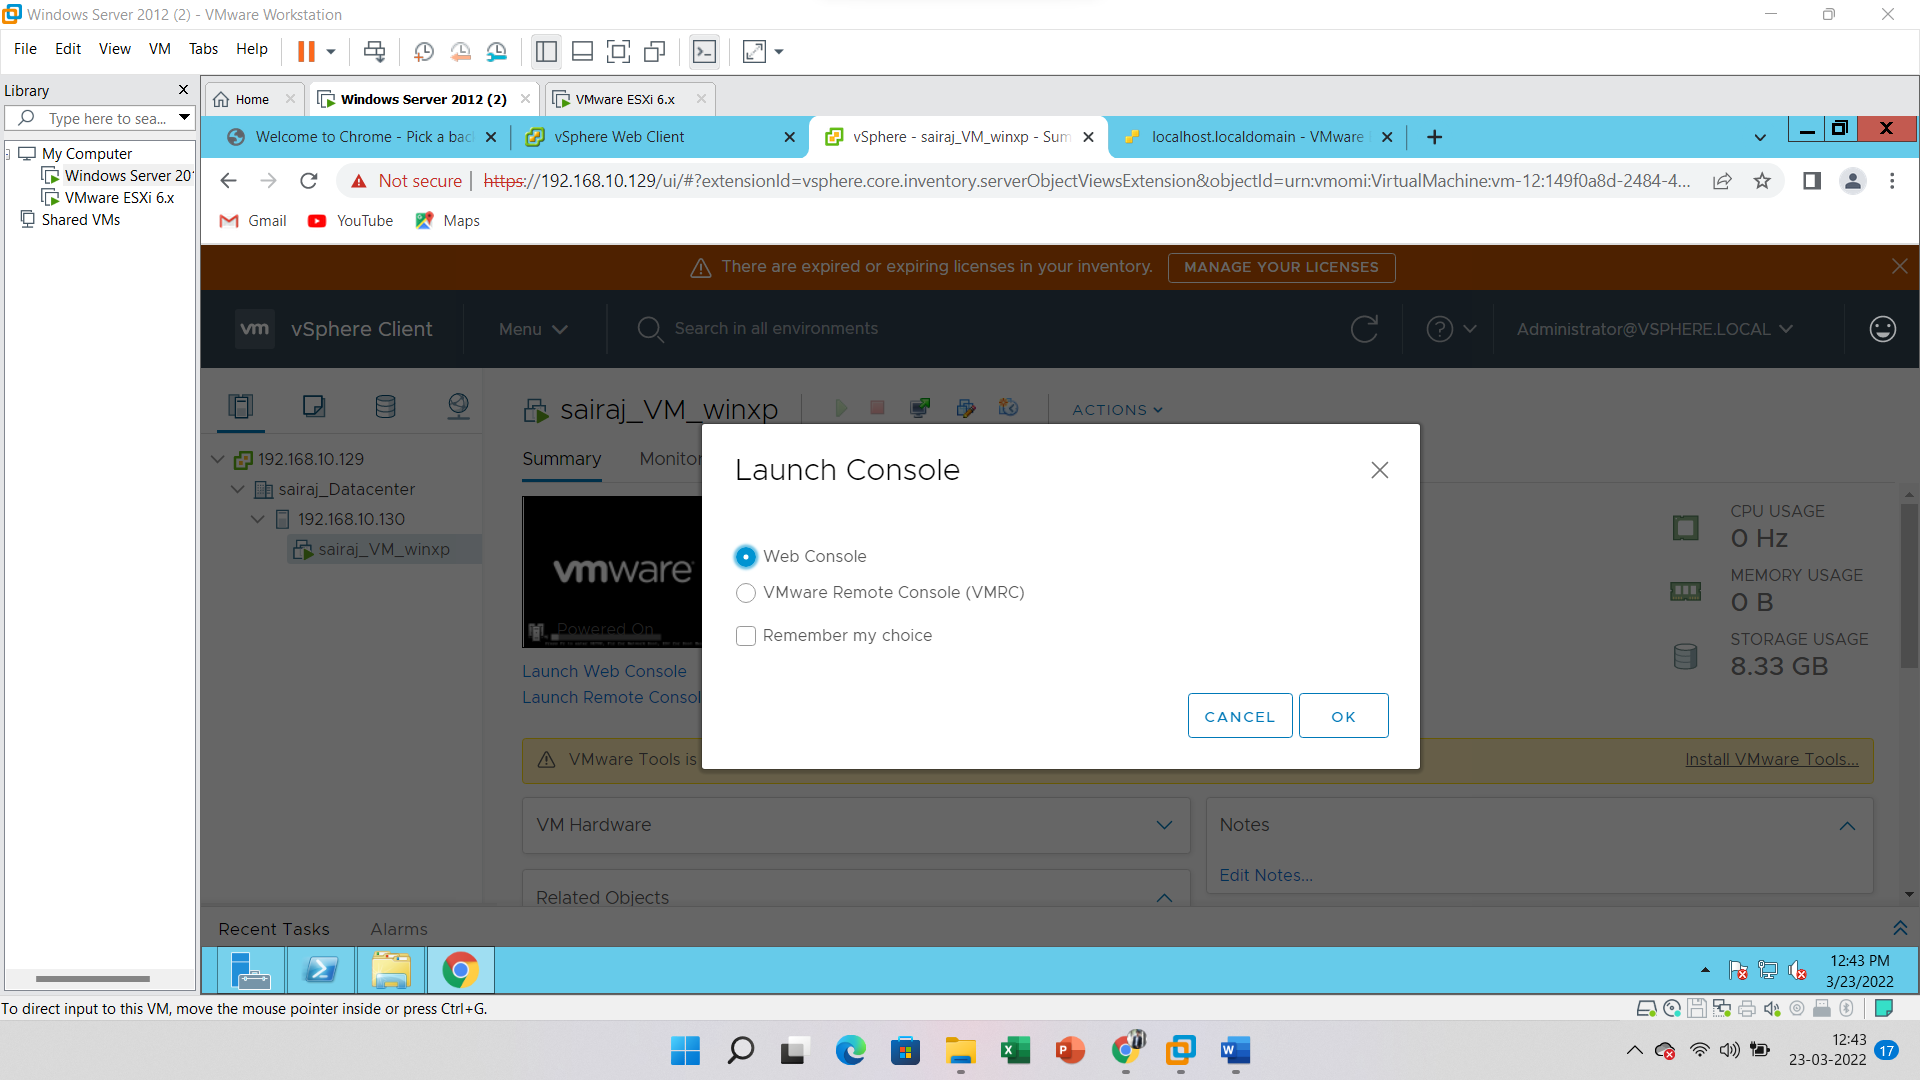 Windows Server 2012 (2) - VMware Workstation
File Edit View VM Tabs Help
Library
Type here to sea...
My Computer
Windows Server 20
VMware ESXi 6.x
Shared VMs
Home
Windows Server 2012 (2)
VMware ESXi 6.x
Welcome to Chrome - Pick a bac
vSphere Web Client
vSphere - sairaj_VM_winxp - Sum
localhost.localdomain - VMware
Not secure
https://192.168.10.129/ui/#?extensionId=vsphere.core.inventory.serverObjectViewsExtension&objectId=urn:vmomi:VirtualMachine:vm-12:149f0a8d-2484-4...
Gmail
YouTube
Maps
There are expired or expiring licenses in your inventory.
MANAGE YOUR LICENSES
vm
vSphere Client
Menu
Search in all environments
Administrator@VSPHERE.LOCAL
192.168.10.129
sairaj_Datacenter
192.168.10.130
sairaj_VM_winxp
sairaj_VM_winxp
ACTIONS
Summary
Monitor
vmware
Powered On
Launch Web Console
Launch Remote Consol
Launch Console
Web Console
VMware Remote Console (VMRC)
Remember my choice
CANCEL
OK
CPU USAGE
0 Hz
MEMORY USAGE
0 B
STORAGE USAGE
8.33 GB
VMware Tools is
Install VMware Tools...
VM Hardware
Related Objects
Notes
Edit Notes...
Recent Tasks
Alarms
12:43 PM
3/23/2022
To direct input to this VM, move the mouse pointer inside or press Ctrl+G.
12:43
23-03-2022
17